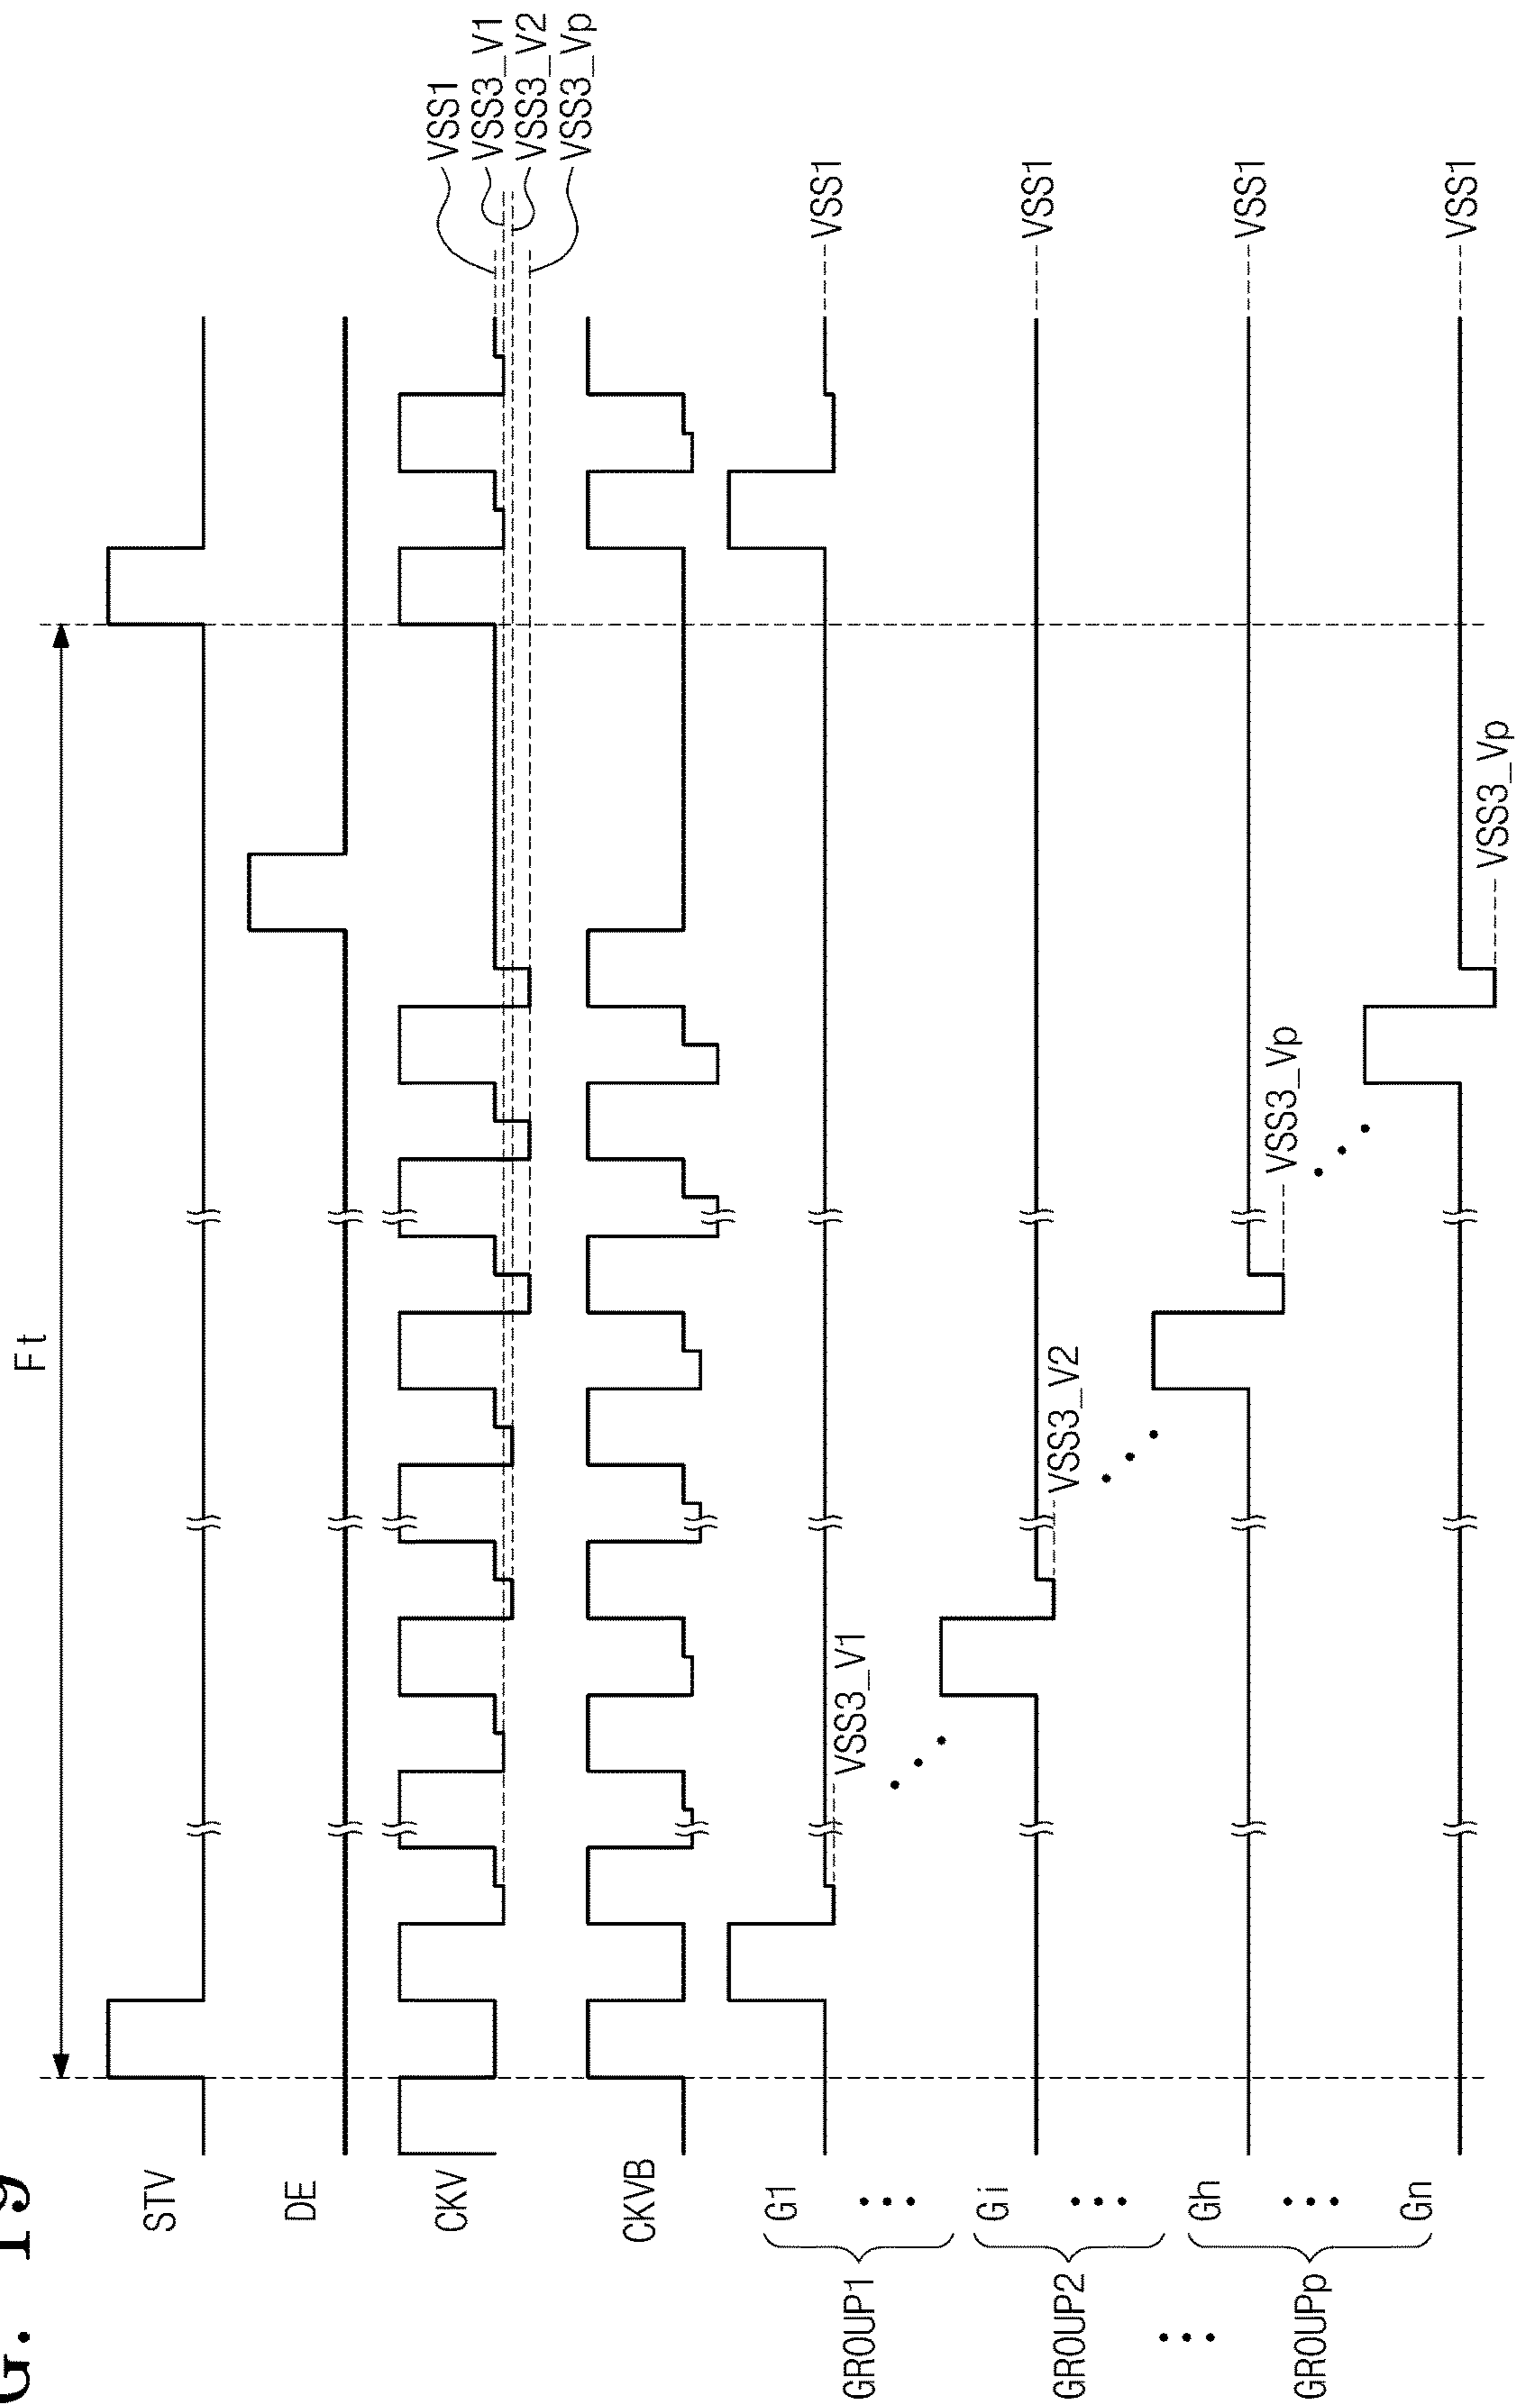 G. 19
Ft
STV
DE
CKV
VSS1
VSS3_V1
VSS3_V2
VSS3_Vp
CKVB
G1
VSS3_V1
VSS1
GROUP1
Gi
VSS3_V2
VSS1
GROUP2
Gh
VSS3_Vp
VSS1
GROUPp
Gn
VSS3_Vp
VSS1